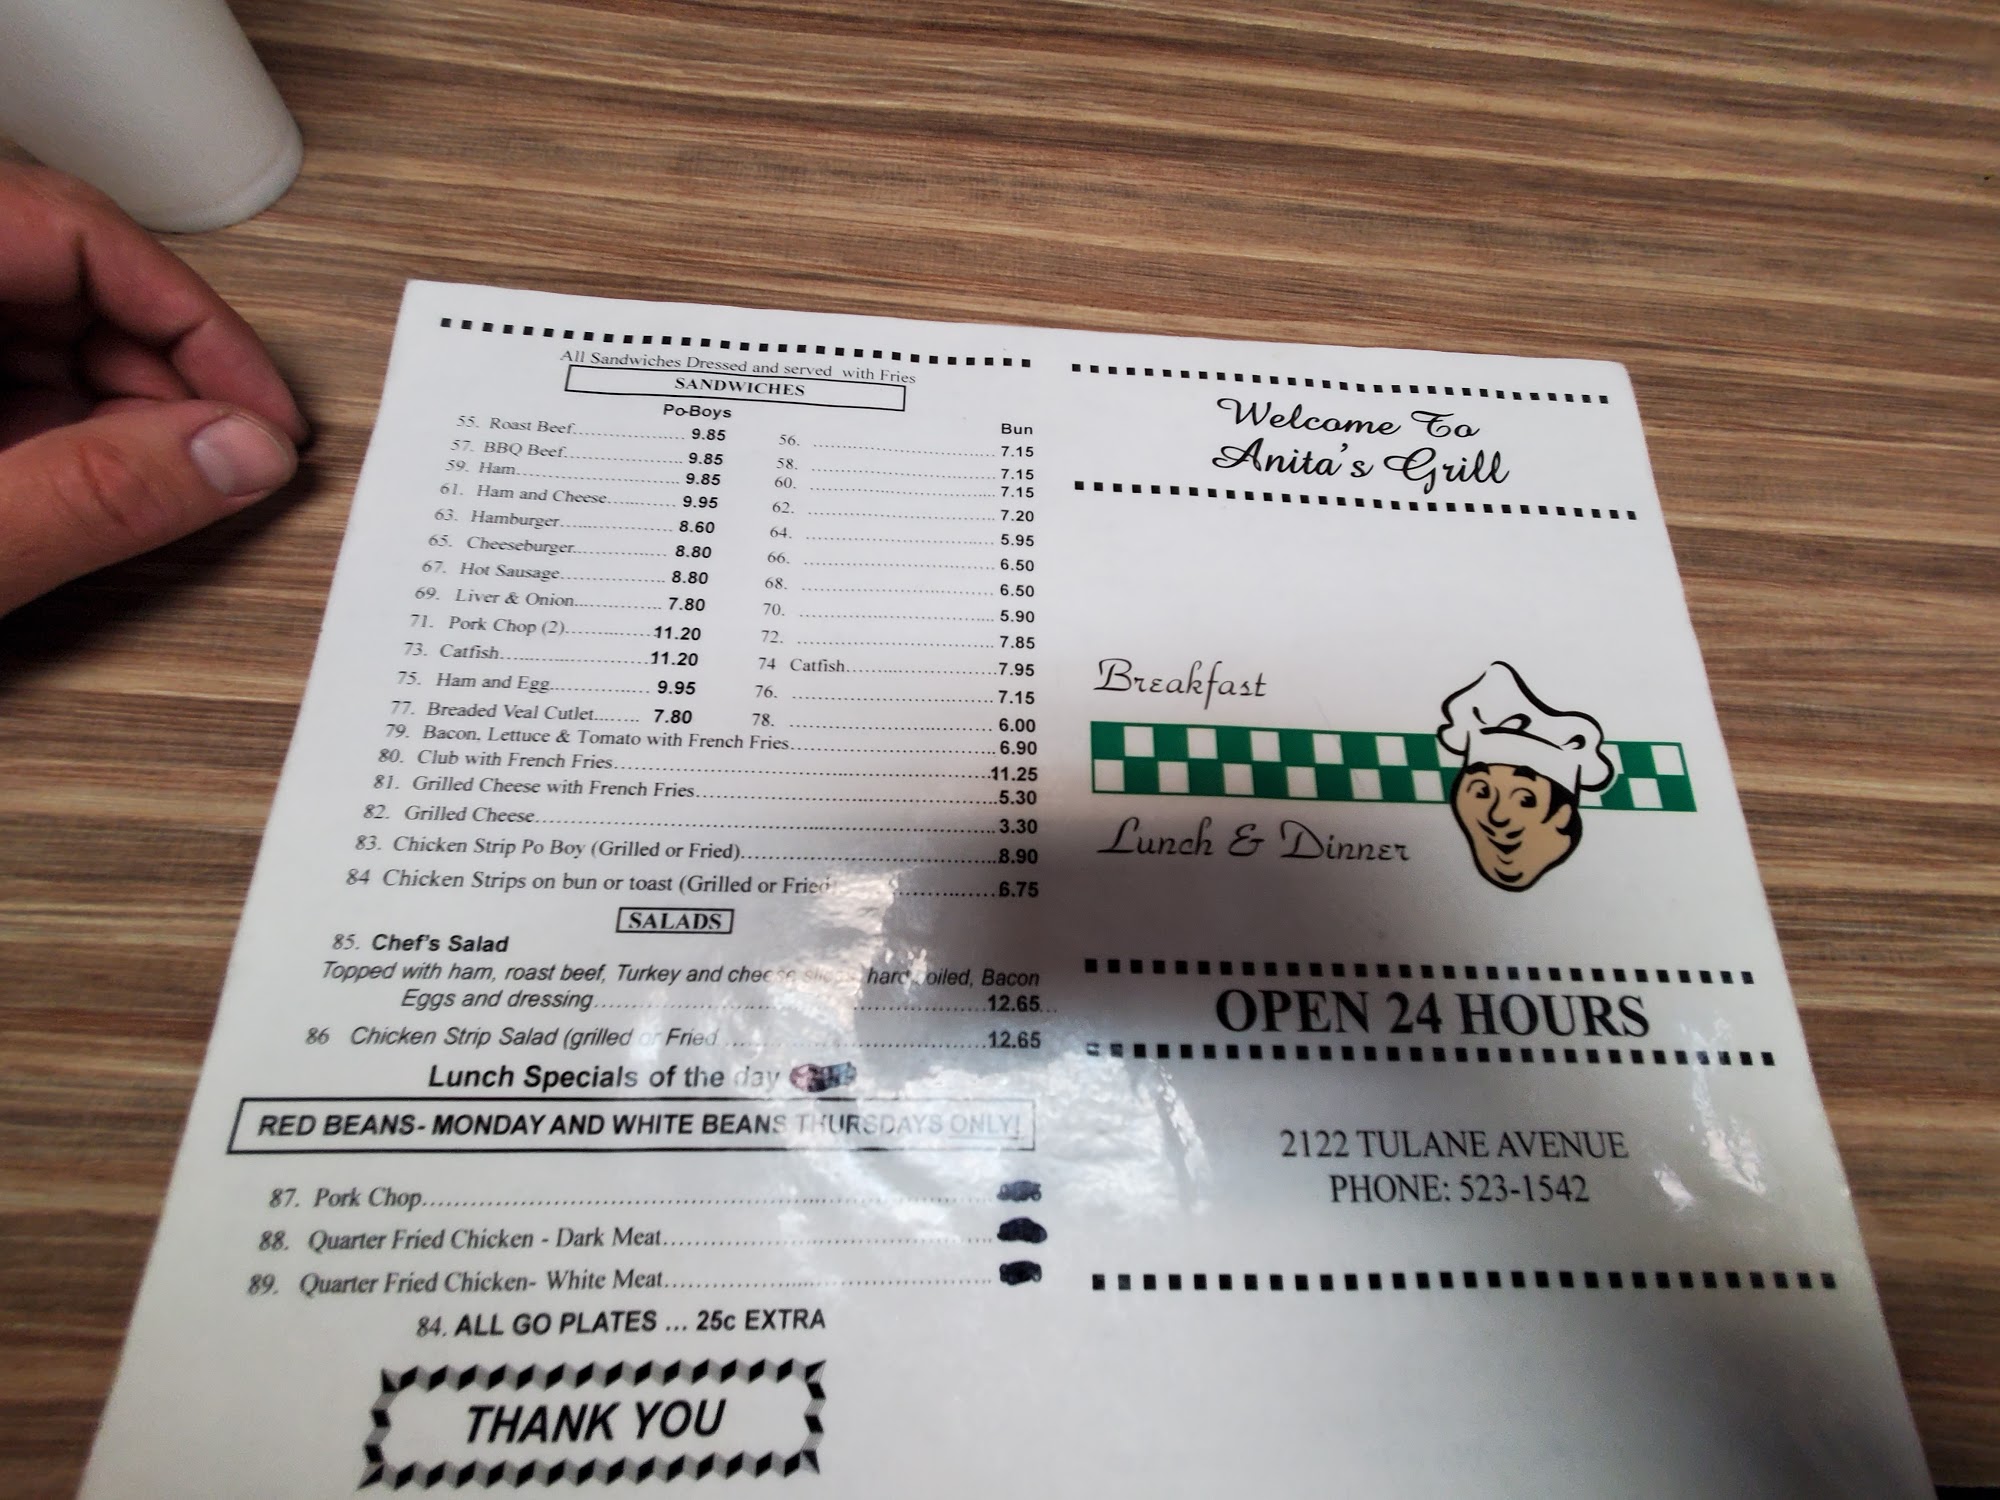 All Sandwiches Dressed and served with Fries
SANDWICHES
Po-Boys Bun
55. Roast Beef 9.85 56. 7.15
57. BBQ Beef 9.85 58. 7.15
59. Ham 9.85 60. 7.15
61. Ham and Cheese 9.95 62. 7.20
63. Hamburger 8.60 64. 5.95
65. Cheeseburger 8.80 66. 6.50
67. Hot Sausage 8.80 68. 6.50
69. Liver & Onion 7.80 70. 5.90
71. Pork Chop (2) 11.20 72. 7.85
73. Catfish 11.20 74 Catfish 7.95
75. Ham and Egg 9.95 76. 7.15
77. Breaded Veal Cutlet 7.80 78. 6.00
79. Bacon, Lettuce & Tomato with French Fries 6.90
80. Club with French Fries 11.25
81. Grilled Cheese with French Fries 5.30
82. Grilled Cheese 3.30
83. Chicken Strip Po Boy (Grilled or Fried) 8.90
84 Chicken Strips on bun or toast (Grilled or Fried 6.75
SALADS
85. Chef's Salad
Topped with ham, roast beef, Turkey and cheese hard Bacon
Eggs and dressing 12.65
86 Chicken Strip Salad (grilled or Fried 12.65
Lunch Specials of the day
RED BEANS- MONDAY AND WHITE BEANS THURSDAYS ONLY!
87. Pork Chop
88. Quarter Fried Chicken - Dark Meat
89. Quarter Fried Chicken- White Meat
84. ALL GO PLATES ... 25c EXTRA
THANK YOU
Welcome To
Anita's Grill
Breakfast
Lunch & Dinner
OPEN 24 HOURS
2122 TULANE AVENUE
PHONE: 523-1542